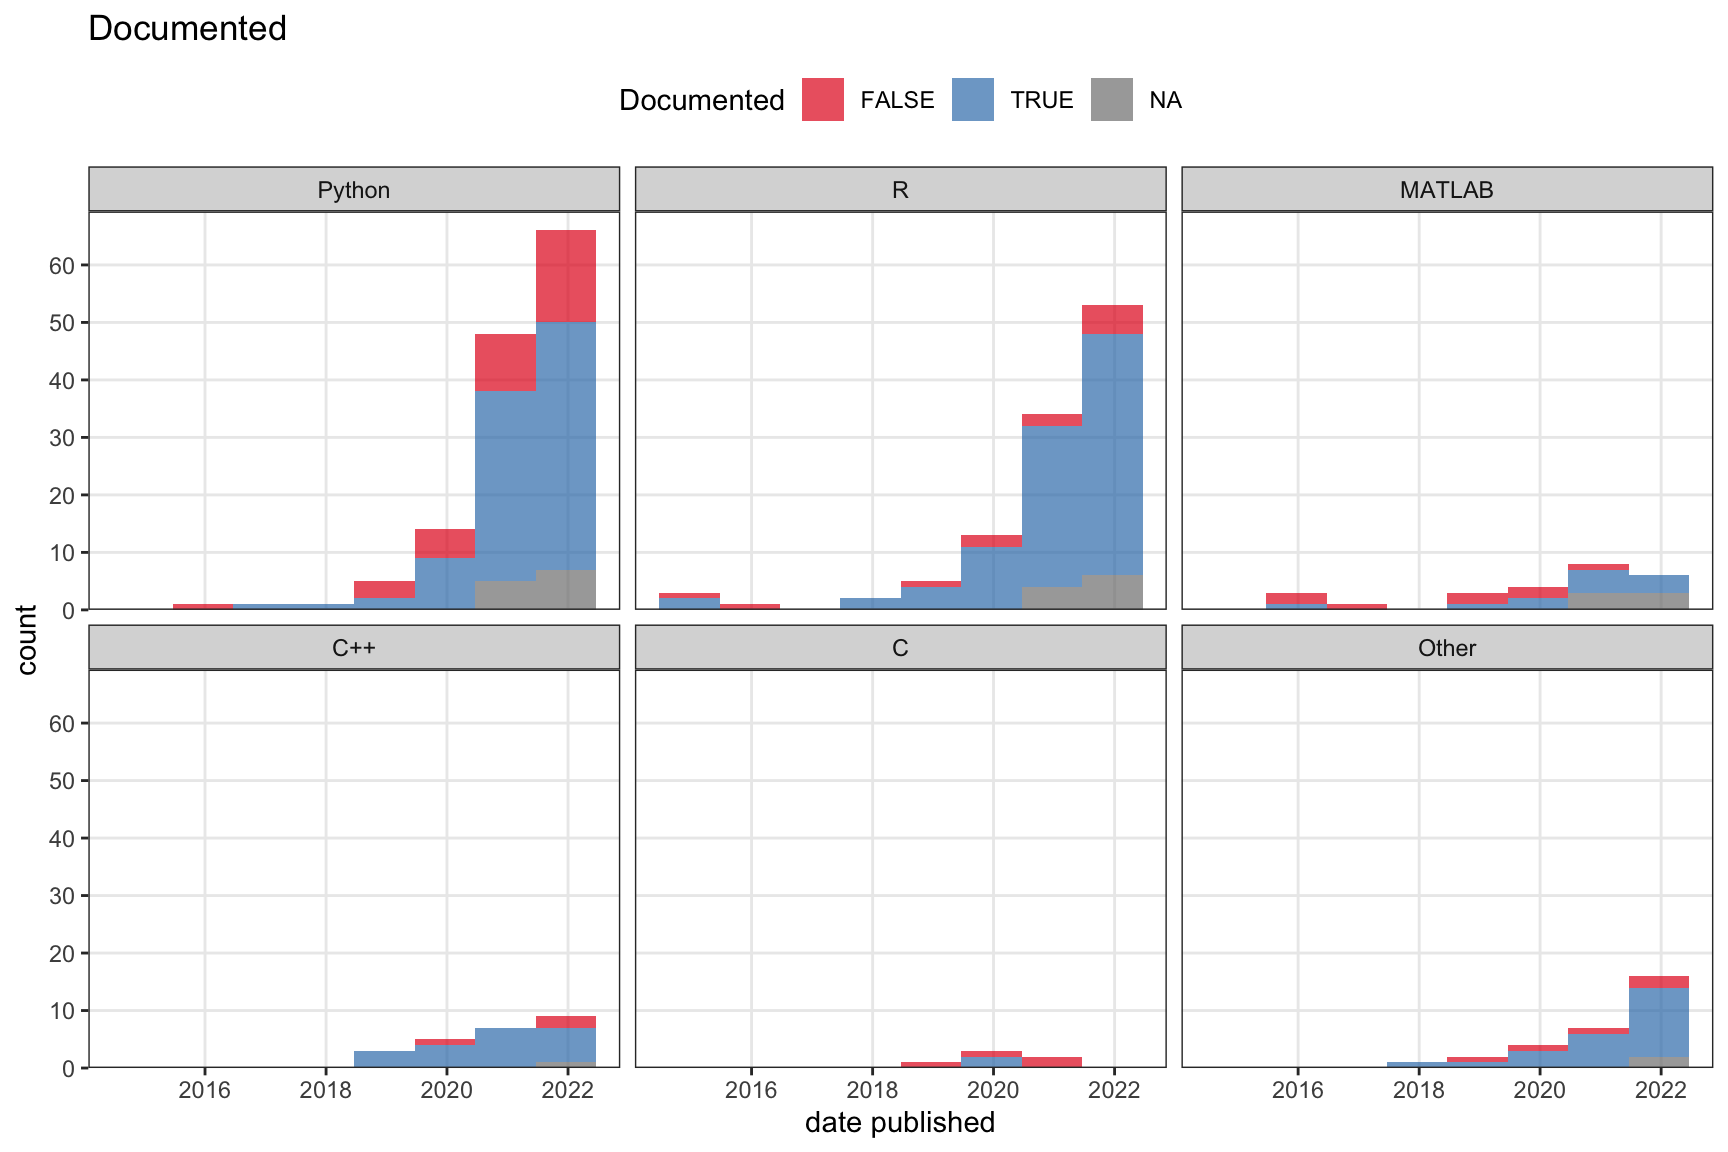 Documented
Documented FALSE TRUE NA
Python R MATLAB
60
50
40
30
20
10
0
C++ C Other
60
50
40
30
20
10
0
count
2016 2018 2020 2022 2016 2018 2020 2022 2016 2018 2020 2022
date published